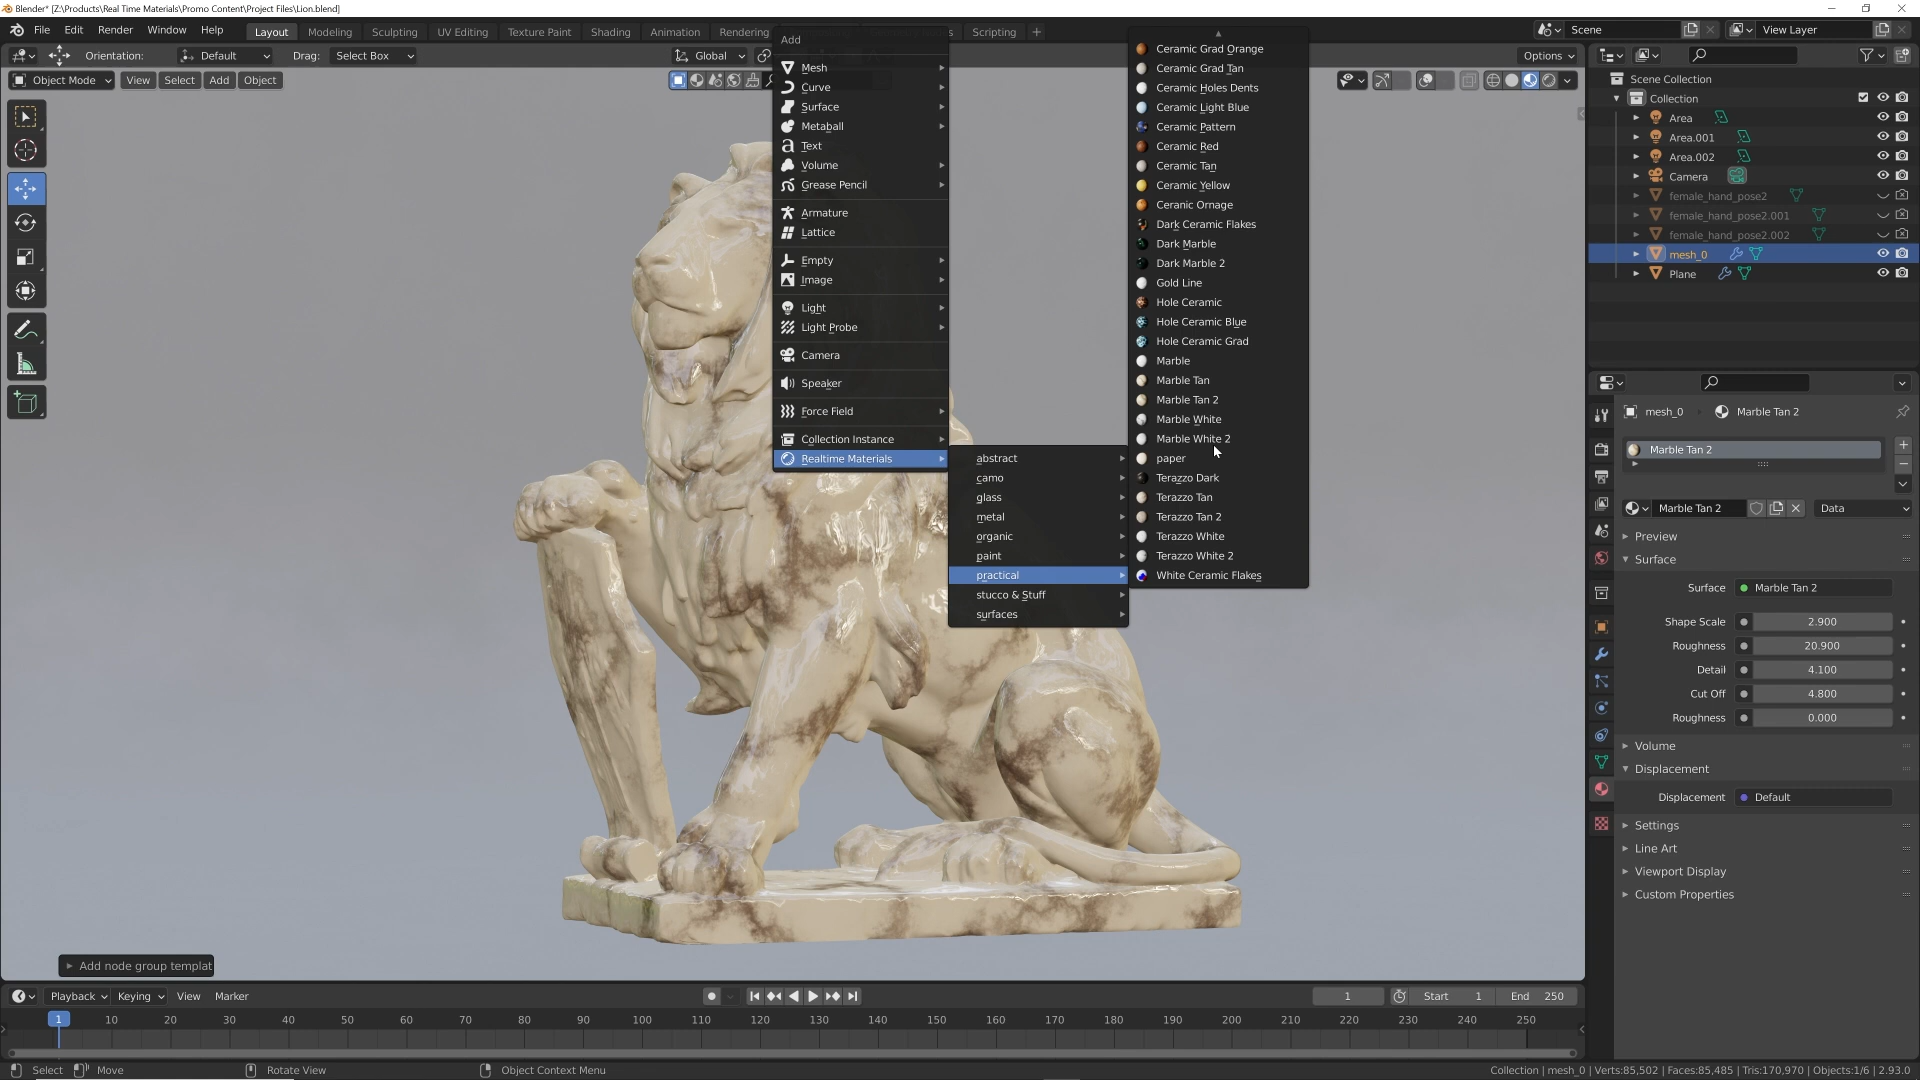 Blender* [Z:\Products\Real Time Materials\Promo Content\Project Files\Lion.blend]
File Edit Render Window Help
Layout Modeling Sculpting UV Editing Texture Paint Shading Animation Rendering Scripting +
Scene
View Layer
Orientation: Default Drag: Select Box
Global
Options
Object Mode View Select Add Object
Add
Mesh
Curve
Surface
Metaball
Text
Volume
Grease Pencil
Armature
Lattice
Empty
Image
Light
Light Probe
Camera
Speaker
Force Field
Collection Instance
Realtime Materials
abstract
camo
glass
metal
organic
paint
practical
stucco & Stuff
surfaces
Ceramic Grad Orange
Ceramic Grad Tan
Ceramic Holes Dents
Ceramic Light Blue
Ceramic Pattern
Ceramic Red
Ceramic Tan
Ceramic Yellow
Ceranic Ornage
Dark Ceramic Flakes
Dark Marble
Dark Marble 2
Gold Line
Hole Ceramic
Hole Ceramic Blue
Hole Ceramic Grad
Marble
Marble Tan
Marble Tan 2
Marble White
Marble White 2
paper
Terazzo Dark
Terazzo Tan
Terazzo Tan 2
Terazzo White
Terazzo White 2
White Ceramic Flakes
Scene Collection
Collection
Area
Area.001
Area.002
Camera
female_hand_pose2
female_hand_pose2.001
female_hand_pose2.002
mesh_0
Plane
mesh_0 Marble Tan 2
Marble Tan 2
Marble Tan 2 Data
Preview
Surface
Surface Marble Tan 2
Shape Scale 2.900
Roughness 20.900
Detail 4.100
Cut Off 4.800
Roughness 0.000
Volume
Displacement
Displacement Default
Settings
Line Art
Viewport Display
Custom Properties
Add node group templat
Playback Keying View Marker
1 Start 1 End 250
1 10 20 30 40 50 60 70 80 90 100 110 120 130 140 150 160 170 180 190 200 210 220 230 240 250
Select Move Rotate View Object Context Menu
Collection | mesh_0 | Verts:85,502 | Faces:85,485 | Tris:170,970 | Objects:1/6 | 2.93.0